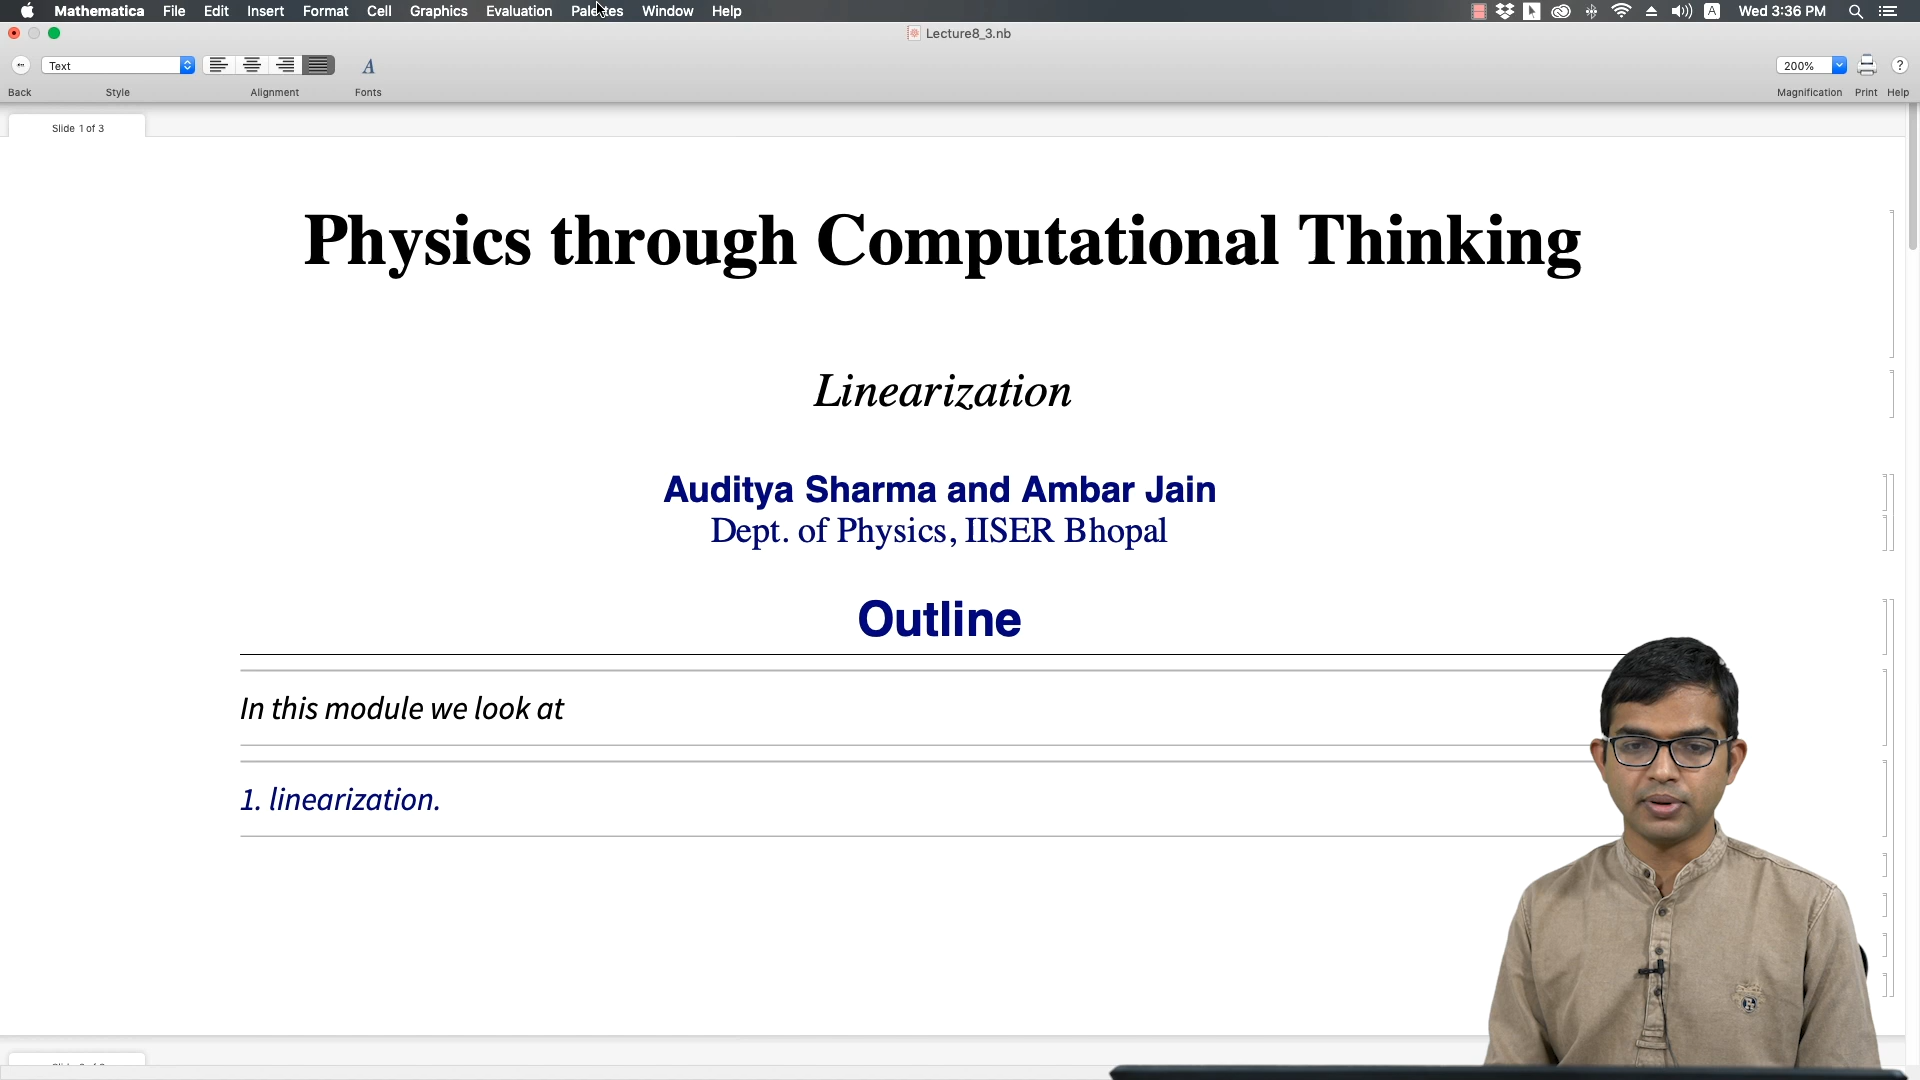 Mathematica File Edit Insert Format Cell Graphics Evaluation Palettes Window Help
A Wed 3:36 PM
Lecture8_3.nb
Text
A
200%
?
Back Style Alignment Fonts Magnification Print Help
Slide 1 of 3
Physics through Computational Thinking
Linearization
Auditya Sharma and Ambar Jain
Dept. of Physics, IISER Bhopal
Outline
In this module we look at
1. linearization.